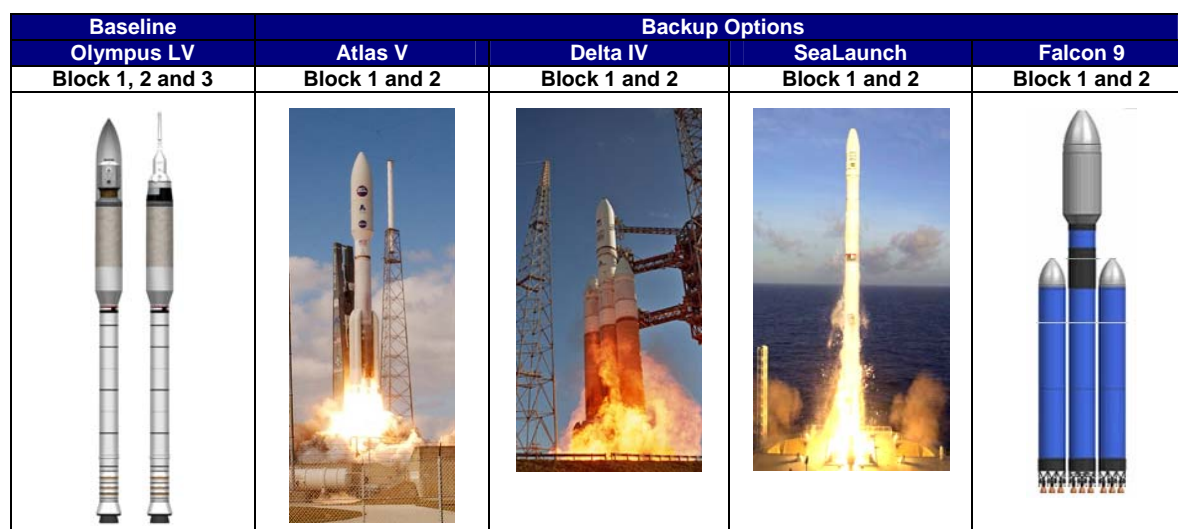 Baseline
Backup Options
Olympus LV
Atlas V
Delta IV
SeaLaunch
Falcon 9
Block 1, 2 and 3
Block 1 and 2
Block 1 and 2
Block 1 and 2
Block 1 and 2